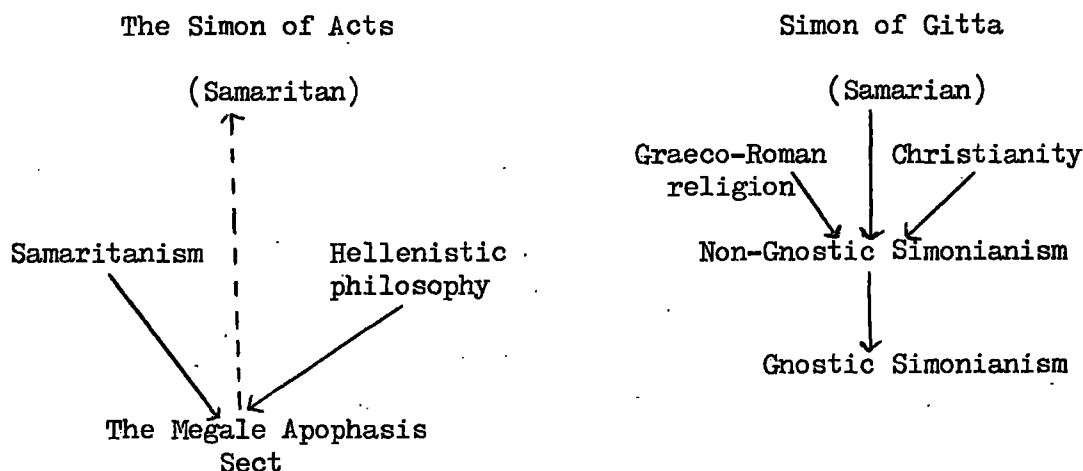 The Simon of Acts
(Samaritan)
Samaritanism
Hellenistic
philosophy
The Megale Apophasis
Sect
Simon of Gitta
(Samarian)
Graeco-Roman
religion
Christianity
Non-Gnostic Simonianism
Gnostic Simonianism